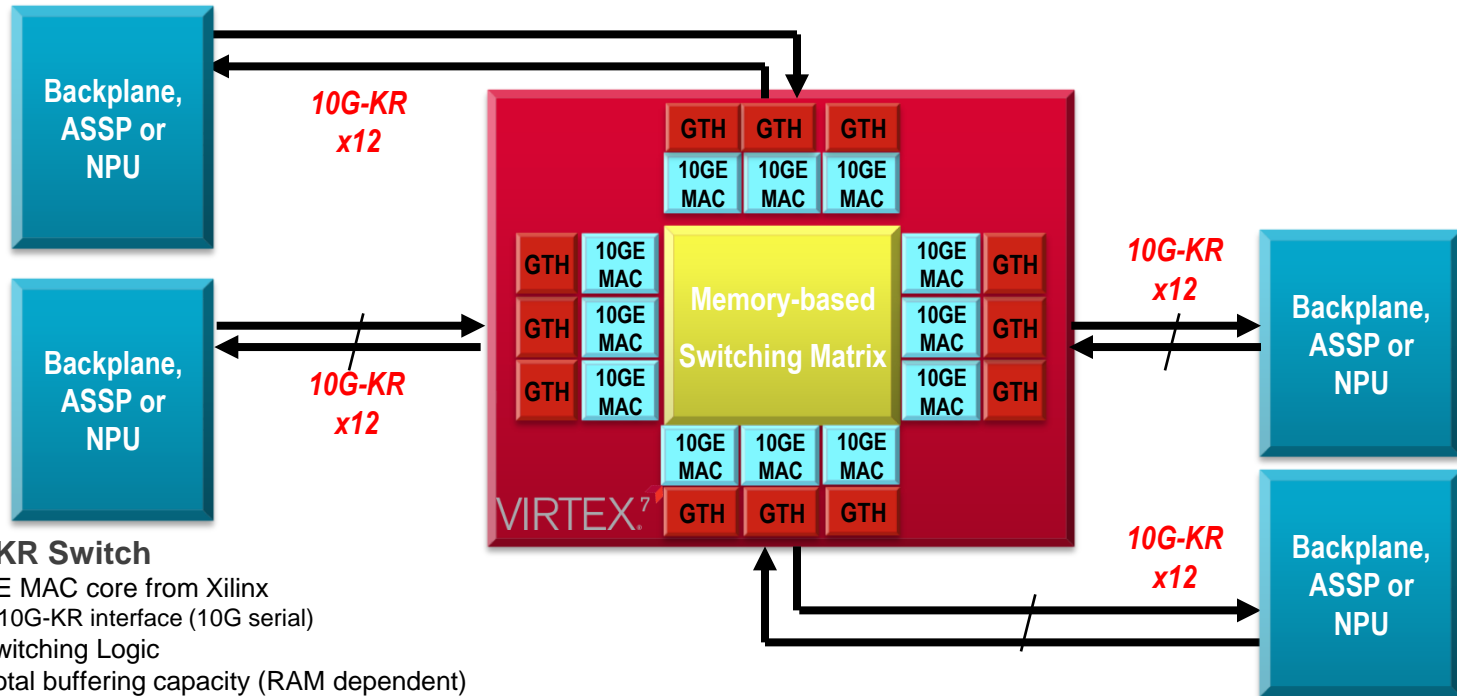 Backplane,
ASSP or
NPU
10G-KR
x12
GTH GTH GTH
10GE 10GE 10GE
MAC MAC MAC
Backplane,
ASSP or
NPU
10G-KR
x12
GTH 10GE
MAC
GTH 10GE
MAC
GTH 10GE
MAC
Memory-based
Switching Matrix
10GE
MAC GTH
10GE
MAC GTH
10GE
MAC GTH
10G-KR
x12
Backplane,
ASSP or
NPU
10GE 10GE 10GE
MAC MAC MAC
GTH GTH GTH
VIRTEX.7
10G-KR
x12
Backplane,
ASSP or
NPU
KR Switch
E MAC core from Xilinx
10G-KR interface (10G serial)
witching Logic
otal buffering capacity (RAM dependent)